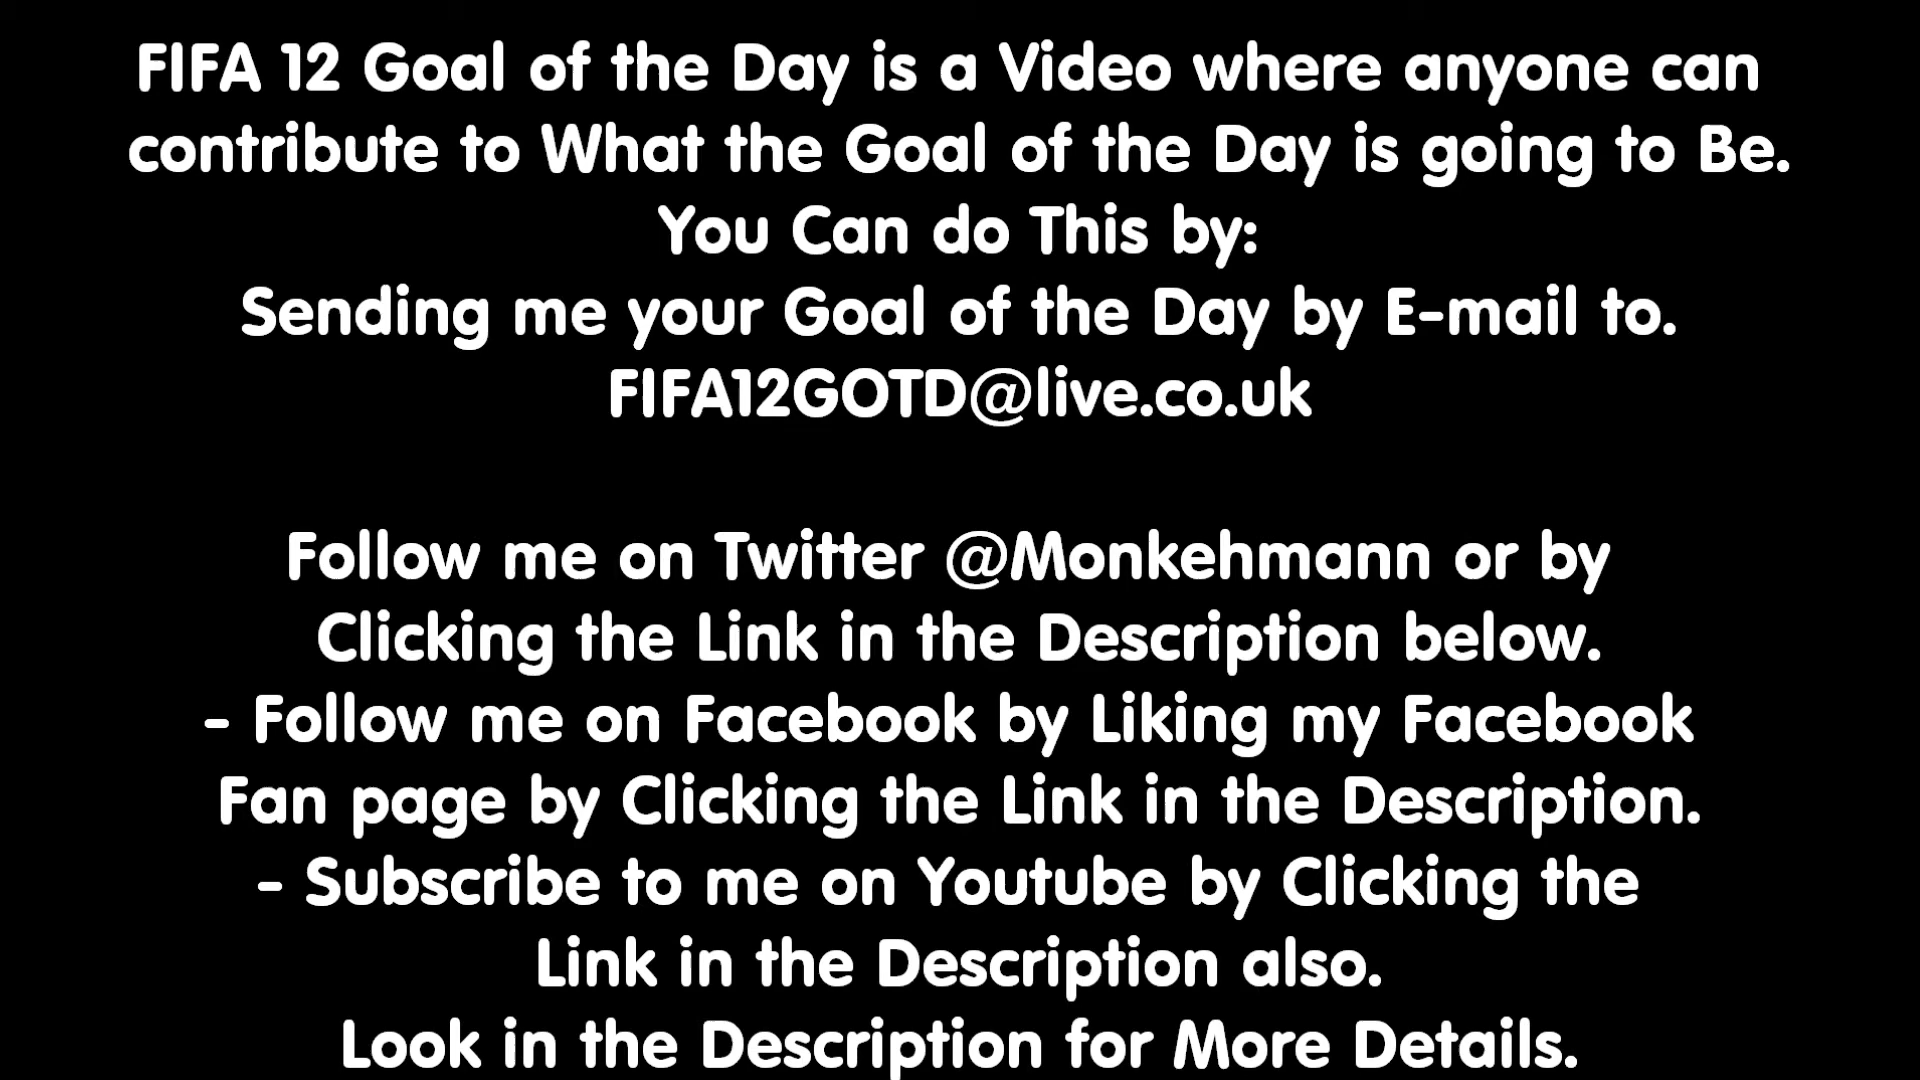 FIFA 12 Goal of the Day is a Video where anyone can
contribute to What the Goal of the Day is going to Be.
You Can do This by:
Sending me your Goal of the Day by E-mail to.
FIFA12GOTD@live.co.uk
Follow me on Twitter @Monkehmann or by
Clicking the Link in the Description below.
- Follow me on Facebook by Liking my Facebook
Fan page by Clicking the Link in the Description.
- Subscribe to me on Youtube by Clicking the
Link in the Description also.
Look in the Description for More Details.